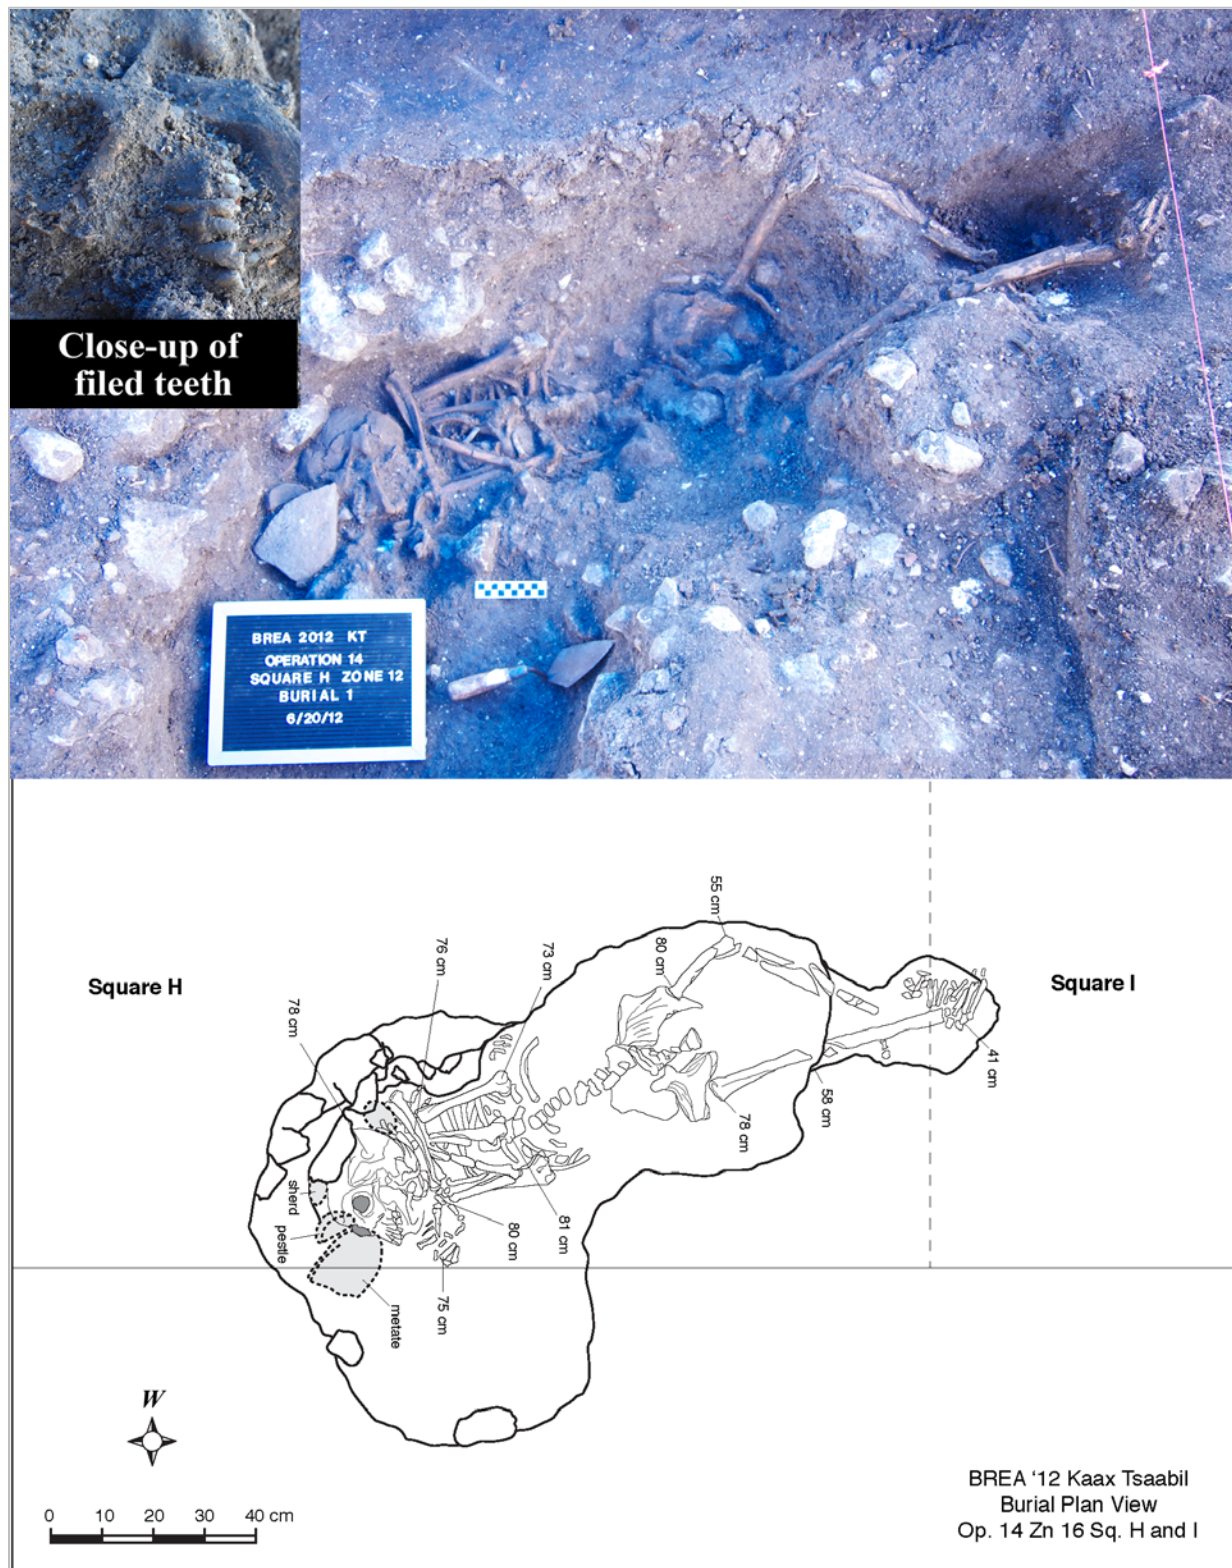 Close-up of
filed teeth
BREA 2012 KT
OPERATION 14
SQUARE H ZONE 12
BURIAL 1
6/20/12
Square H
Square I
55 cm
80 cm
73 cm
76 cm
78 cm
41 cm
58 cm
78 cm
81 cm
80 cm
75 cm
sherd
pestle
metate
W
0 10 20 30 40 cm
BREA ‘12 Kaax Tsaabil
Burial Plan View
Op. 14 Zn 16 Sq. H and I